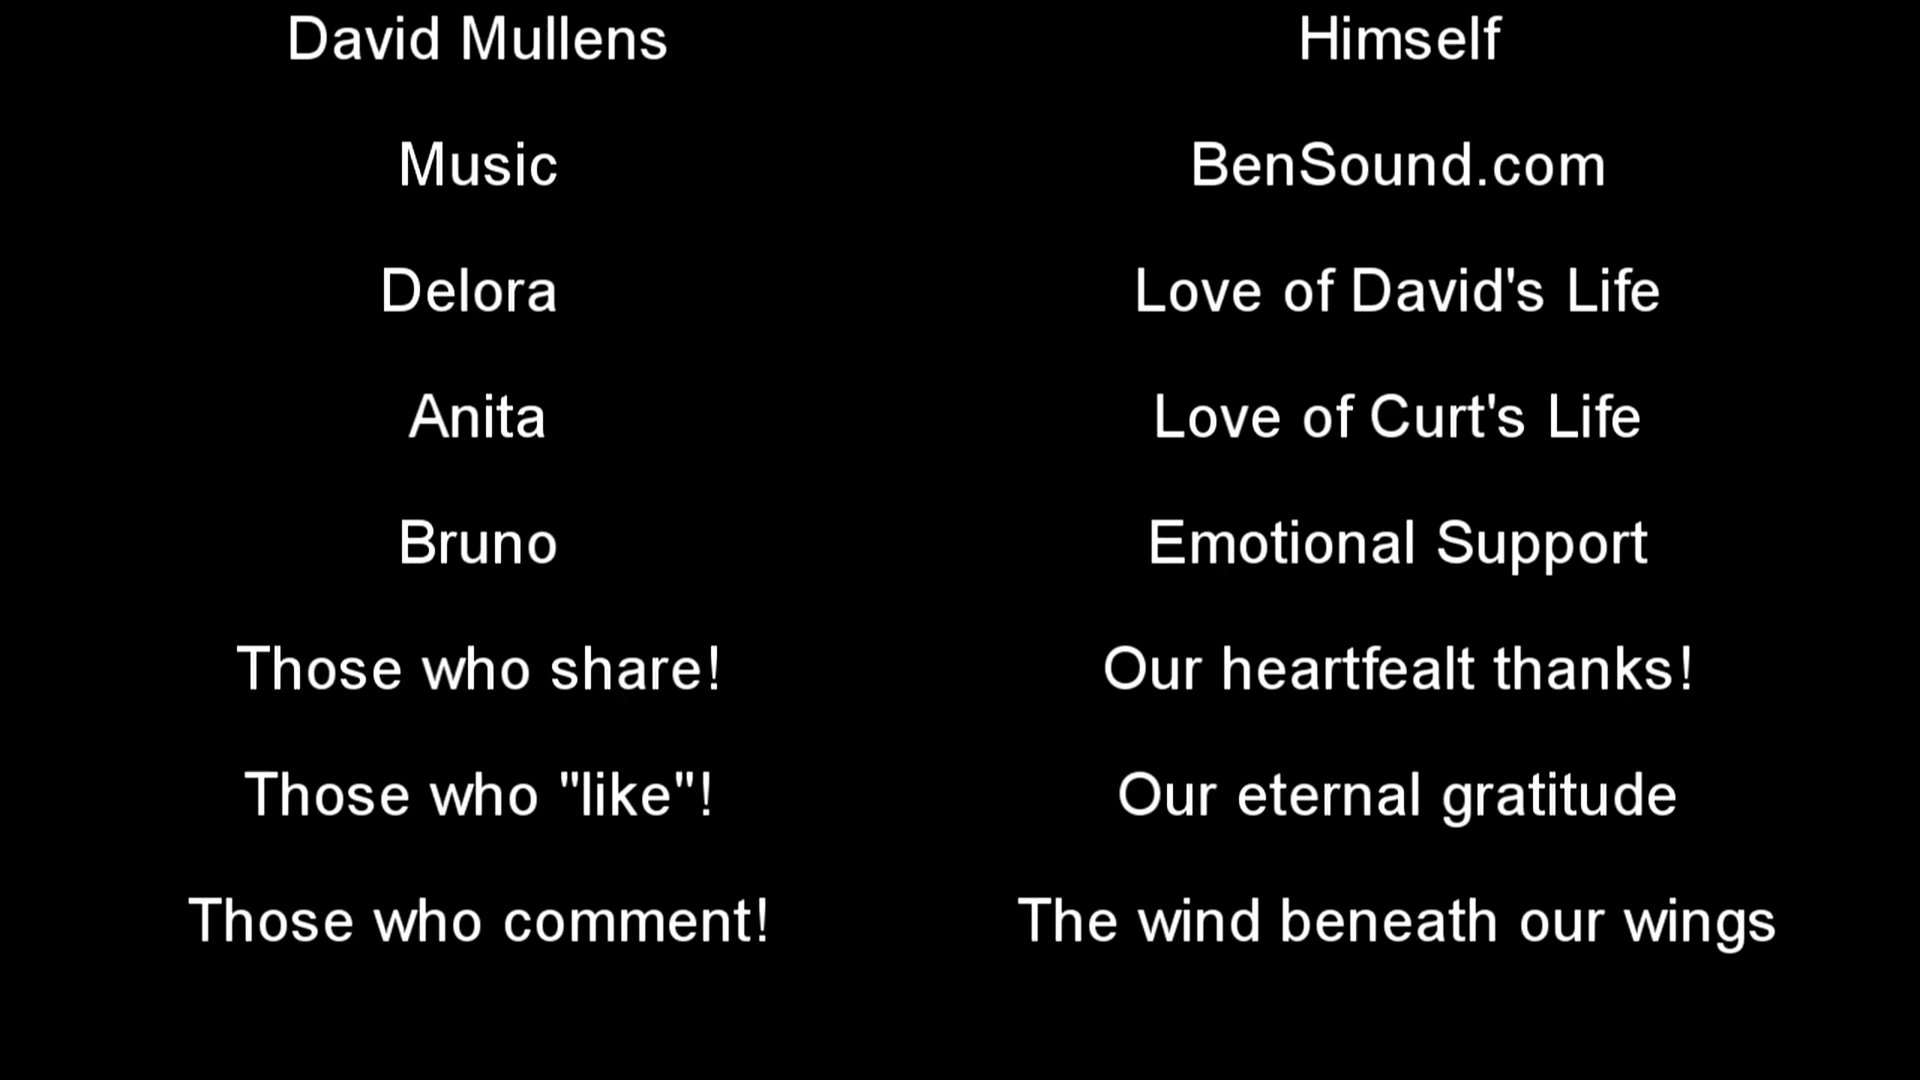 David Mullens Himself
Music BenSound.com
Delora Love of David's Life
Anita Love of Curt's Life
Bruno Emotional Support
Those who share! Our heartfealt thanks!
Those who "like"! Our eternal gratitude
Those who comment! The wind beneath our wings